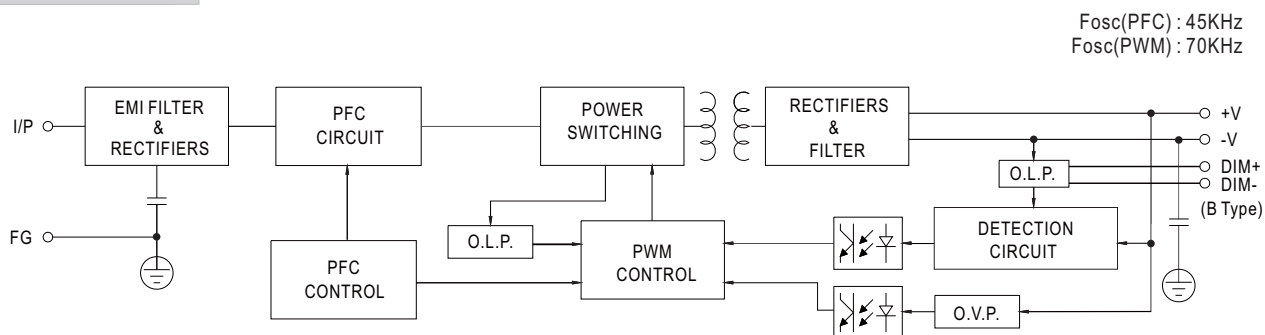 Fosc(PFC) : 45KHz
Fosc(PWM) : 70KHz
I/P
EMI FILTER
&
RECTIFIERS
PFC
CIRCUIT
POWER
SWITCHING
RECTIFIERS
&
FILTER
+V
-V
DIM+
DIM-
(B Type)
O.L.P.
FG
O.L.P.
PFC
CONTROL
PWM
CONTROL
DETECTION
CIRCUIT
O.V.P.